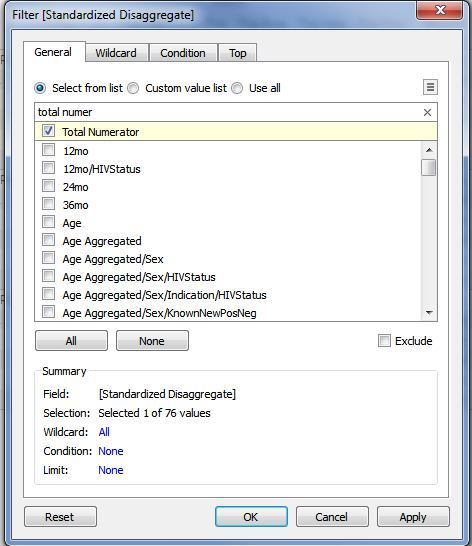 Filter [Standardized Disaggregate]
General Wildcard Condition Top
Select from list Custom value list Use all
total numer
Total Numerator
12mo
12mo/HIVStatus
24mo
36mo
Age
Age Aggregated
Age Aggregated/Sex
Age Aggregated/Sex/HIVStatus
Age Aggregated/Sex/Indication/HIVStatus
Age Aggregated/Sex/KnownNewPosNeg
All None Exclude
Summary
Field: [Standardized Disaggregate]
Selection: Selected 1 of 76 values
Wildcard: All
Condition: None
Limit: None
Reset OK Cancel Apply